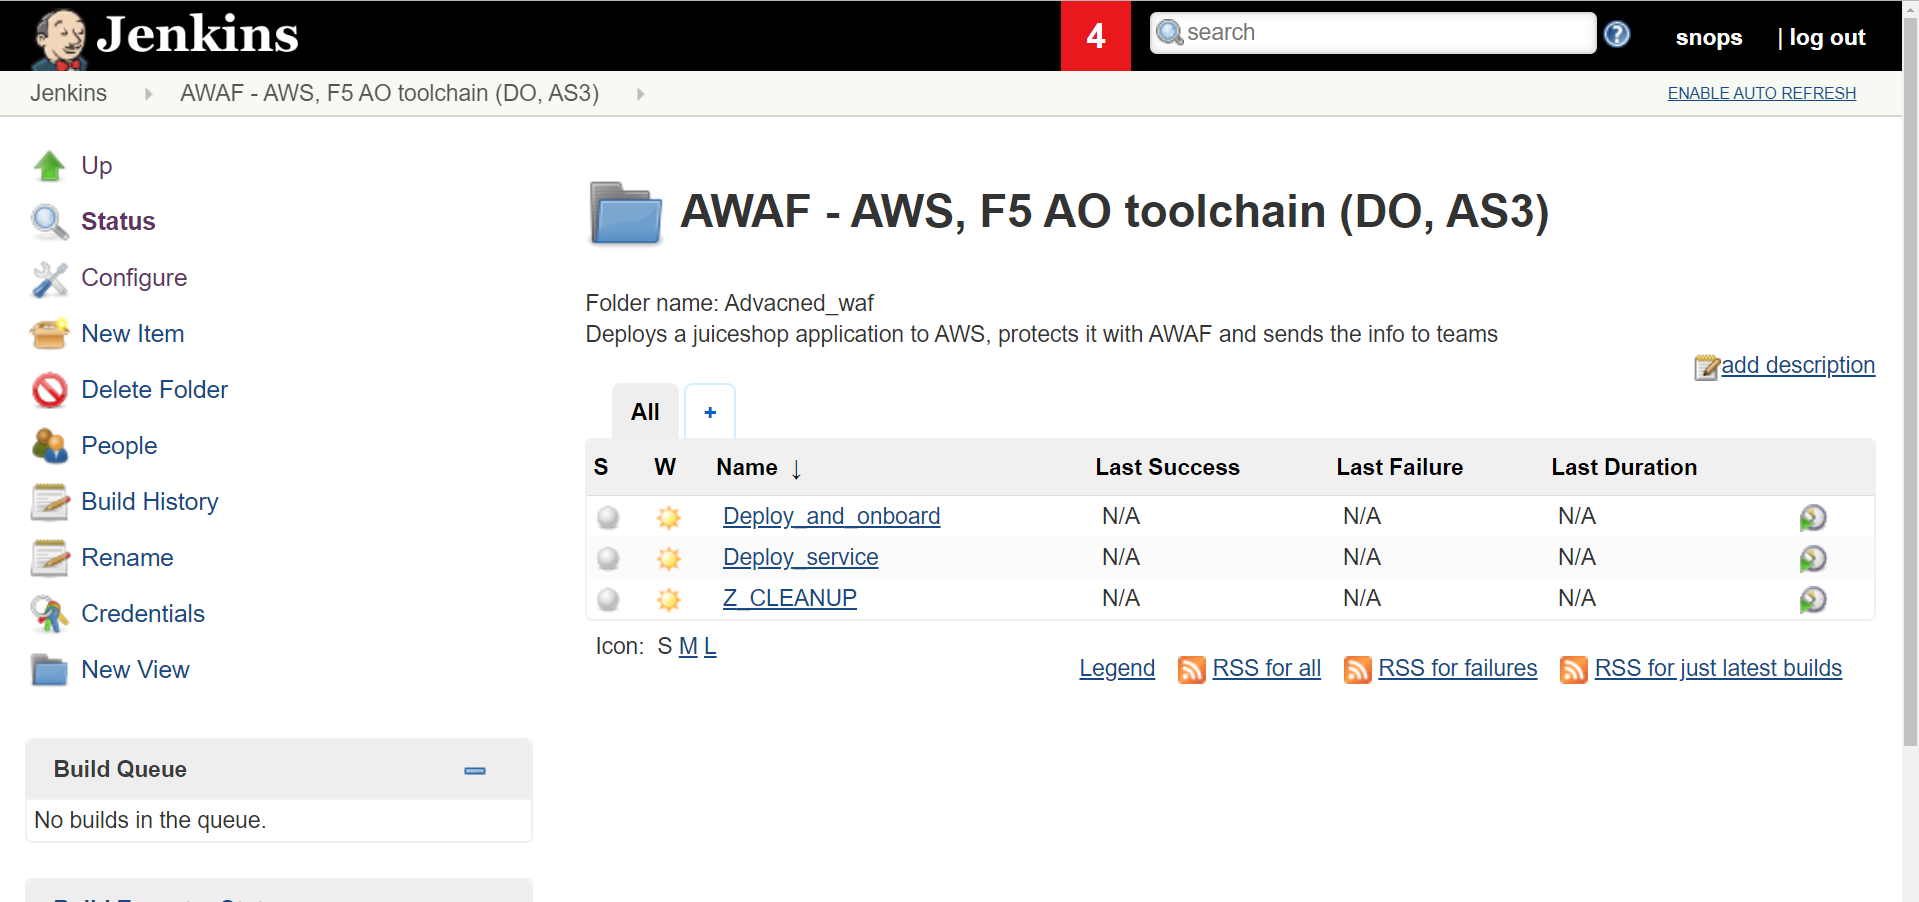 Jenkins
4
search
snops
| log out
Jenkins
AWAF - AWS, F5 AO toolchain (DO, AS3)
ENABLE AUTO REFRESH
Up
Status
Configure
New Item
Delete Folder
People
Build History
Rename
Credentials
New View
AWAF - AWS, F5 AO toolchain (DO, AS3)
Folder name: Advacned_waf
Deploys a juiceshop application to AWS, protects it with AWAF and sends the info to teams
add description
All +
S W Name ↓ Last Success Last Failure Last Duration
Deploy_and_onboard N/A N/A N/A
Deploy_service N/A N/A N/A
Z_CLEANUP N/A N/A N/A
Icon: S M L
Legend RSS for all RSS for failures RSS for just latest builds
Build Queue
No builds in the queue.